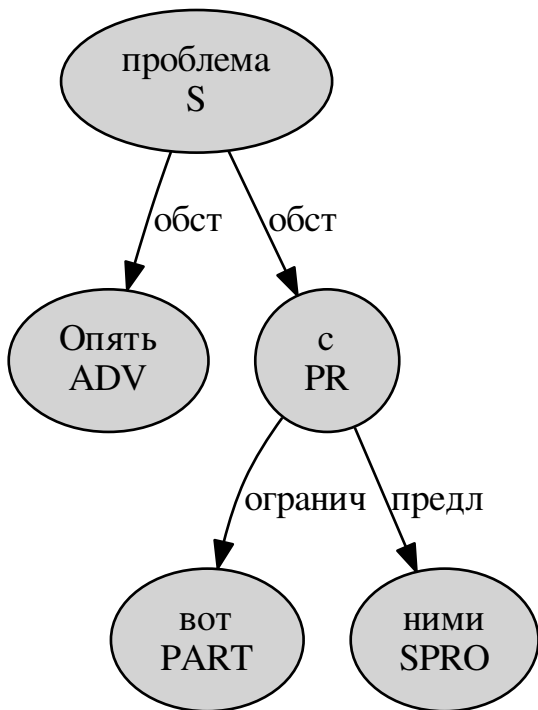 проблема
S
обст
обст
Опять
ADV
с
PR
огранич
предл
вот
PART
ними
SPRO